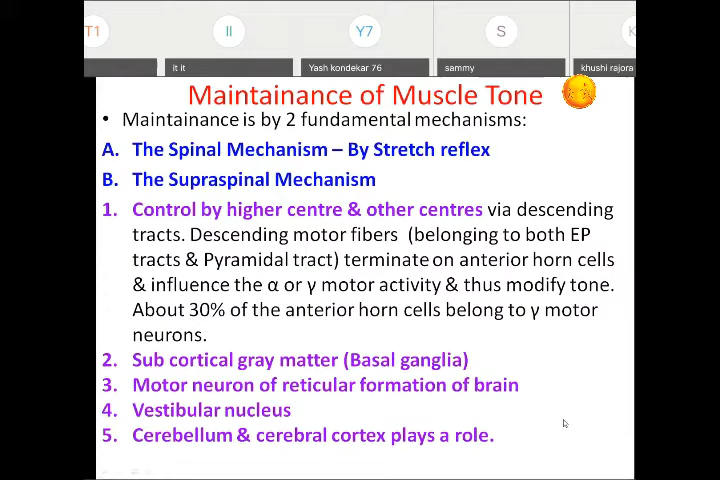 T1 II Y7 S K
it it Yash kondekar 76 sammy khushi rajora
Maintainance of Muscle Tone
• Maintainance is by 2 fundamental mechanisms:
A. The Spinal Mechanism – By Stretch reflex
B. The Supraspinal Mechanism
1. Control by higher centre & other centres via descending
tracts. Descending motor fibers (belonging to both EP
tracts & Pyramidal tract) terminate on anterior horn cells
& influence the α or γ motor activity & thus modify tone.
About 30% of the anterior horn cells belong to γ motor
neurons.
2. Sub cortical gray matter (Basal ganglia)
3. Motor neuron of reticular formation of brain
4. Vestibular nucleus
5. Cerebellum & cerebral cortex plays a role.